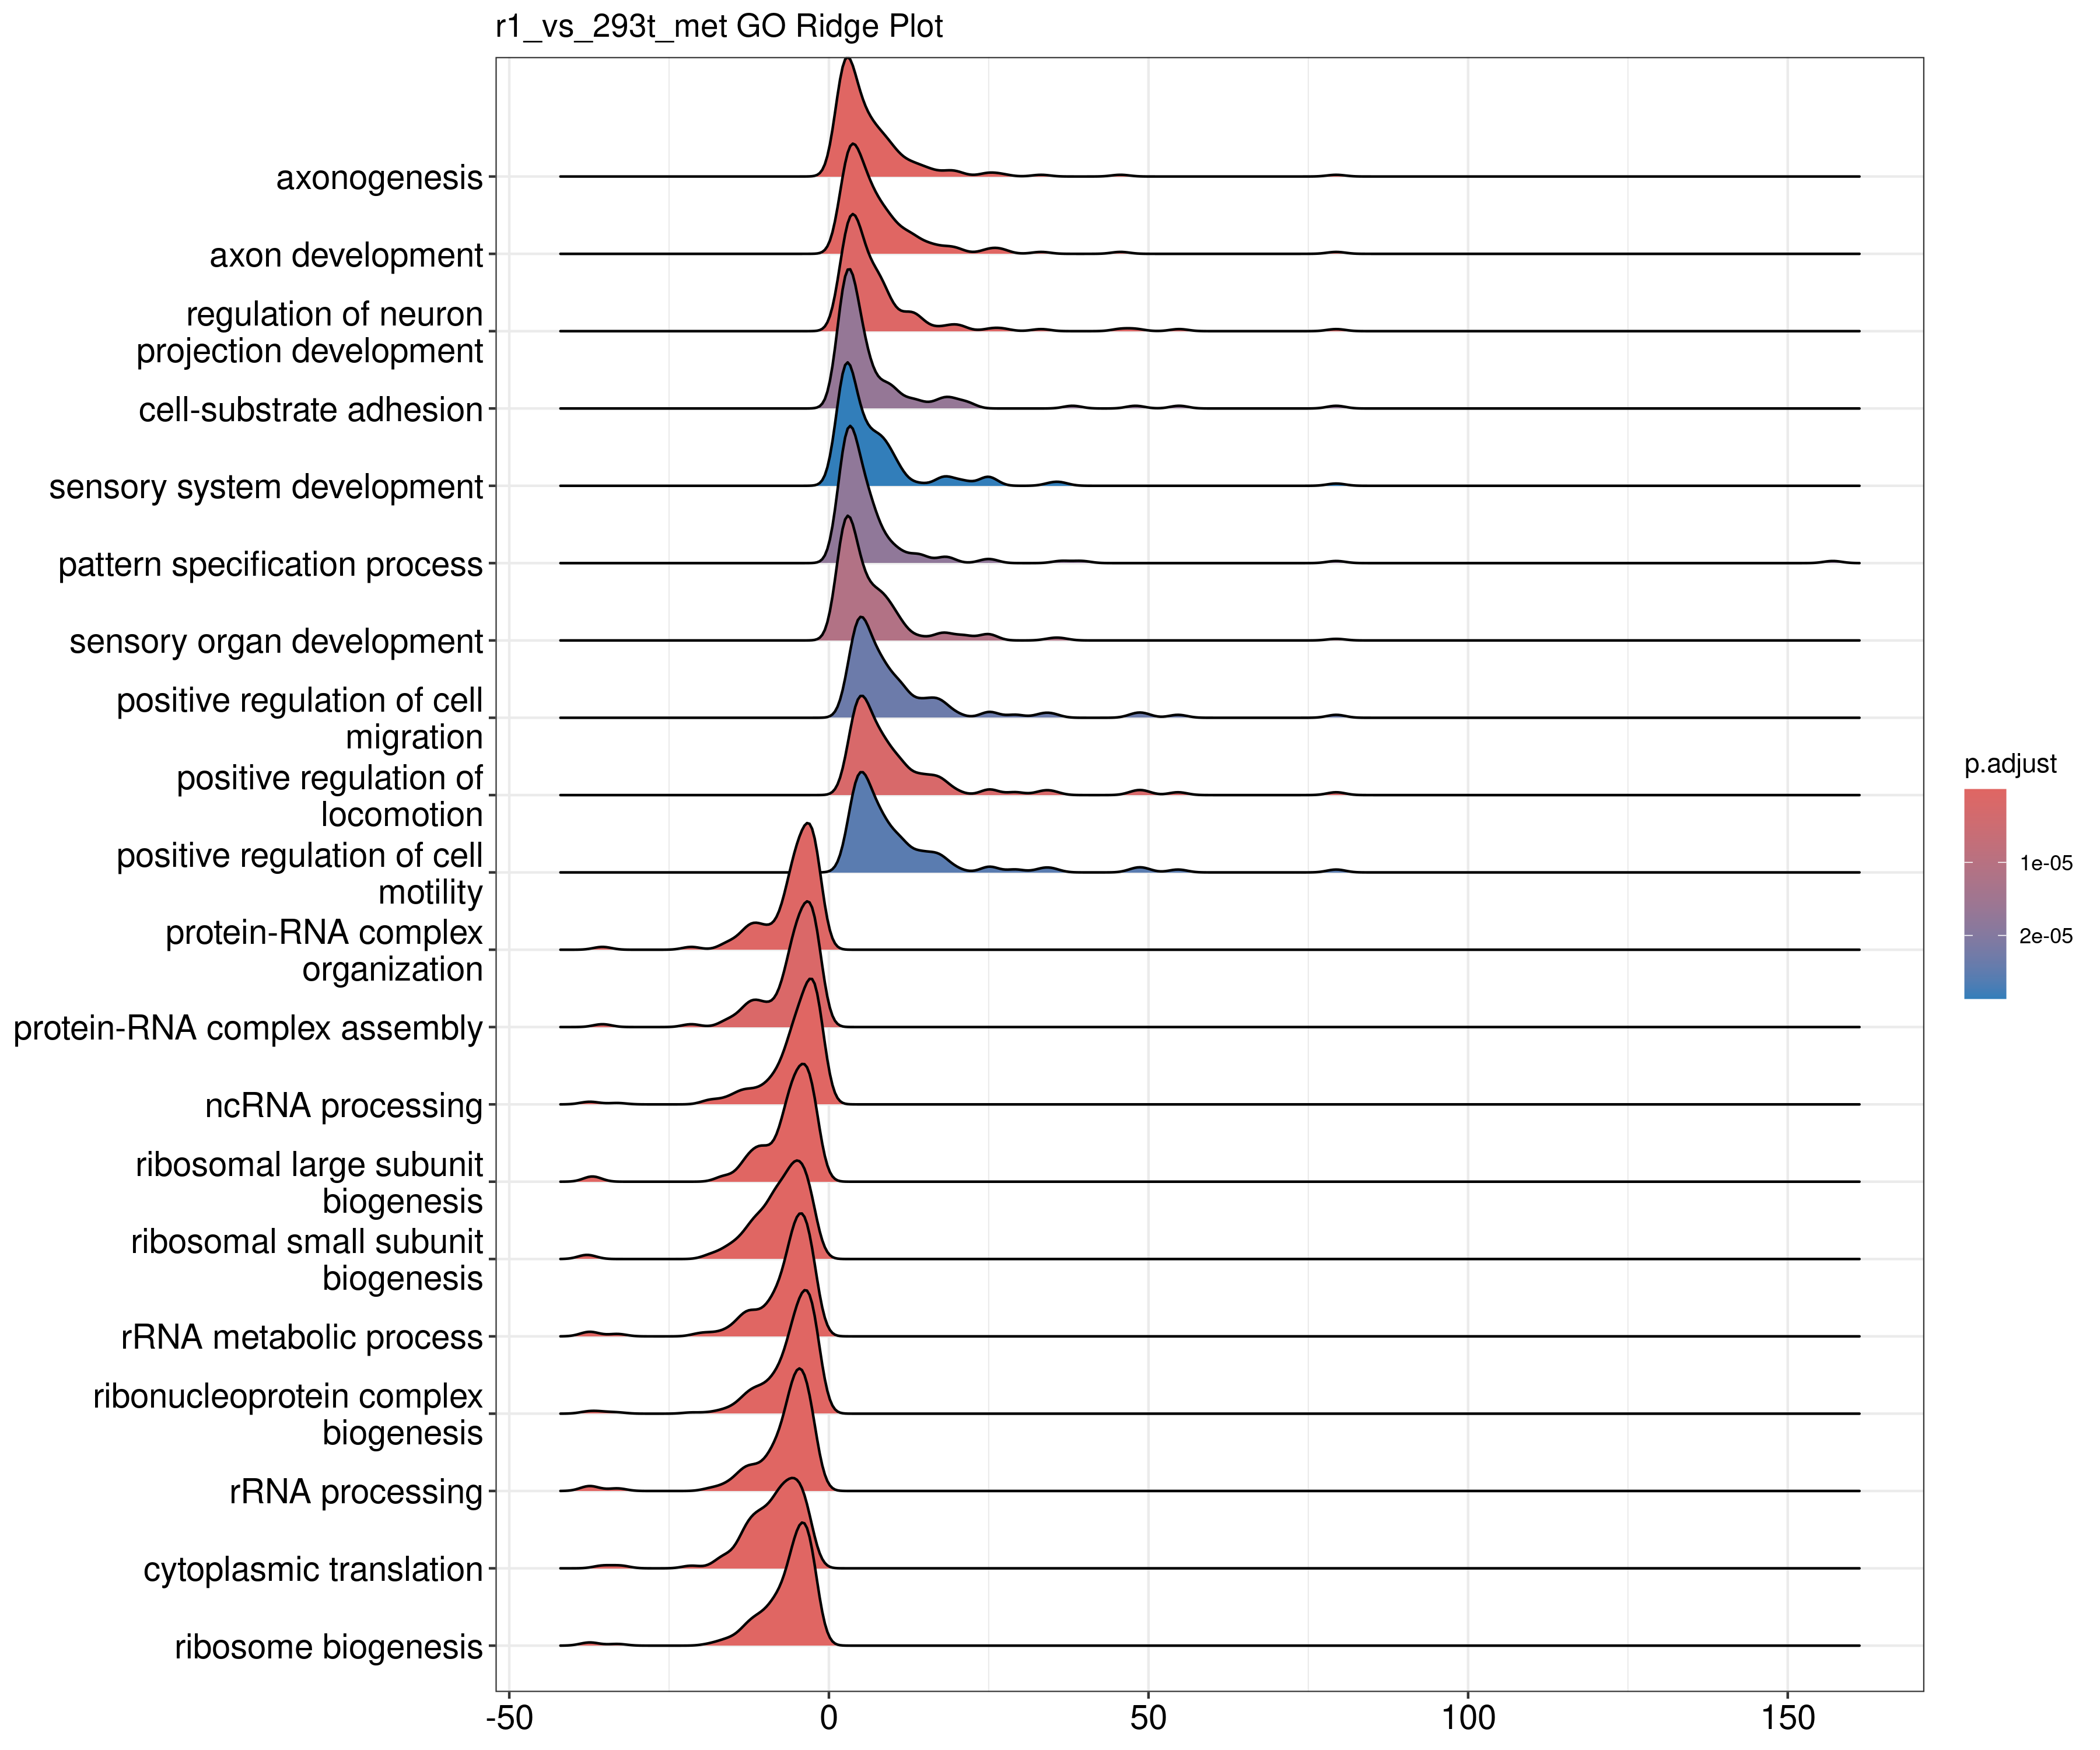 r1_vs_293t_met GO Ridge Plot
axonogenesis
axon development
regulation of neuron
projection development
cell-substrate adhesion
sensory system development
pattern specification process
sensory organ development
positive regulation of cell
migration
positive regulation of
locomotion
positive regulation of cell
motility
protein-RNA complex
organization
protein-RNA complex assembly
ncRNA processing
ribosomal large subunit
biogenesis
ribosomal small subunit
biogenesis
rRNA metabolic process
ribonucleoprotein complex
biogenesis
rRNA processing
cytoplasmic translation
ribosome biogenesis
-50 0 50 100 150
p.adjust
1e-05
2e-05